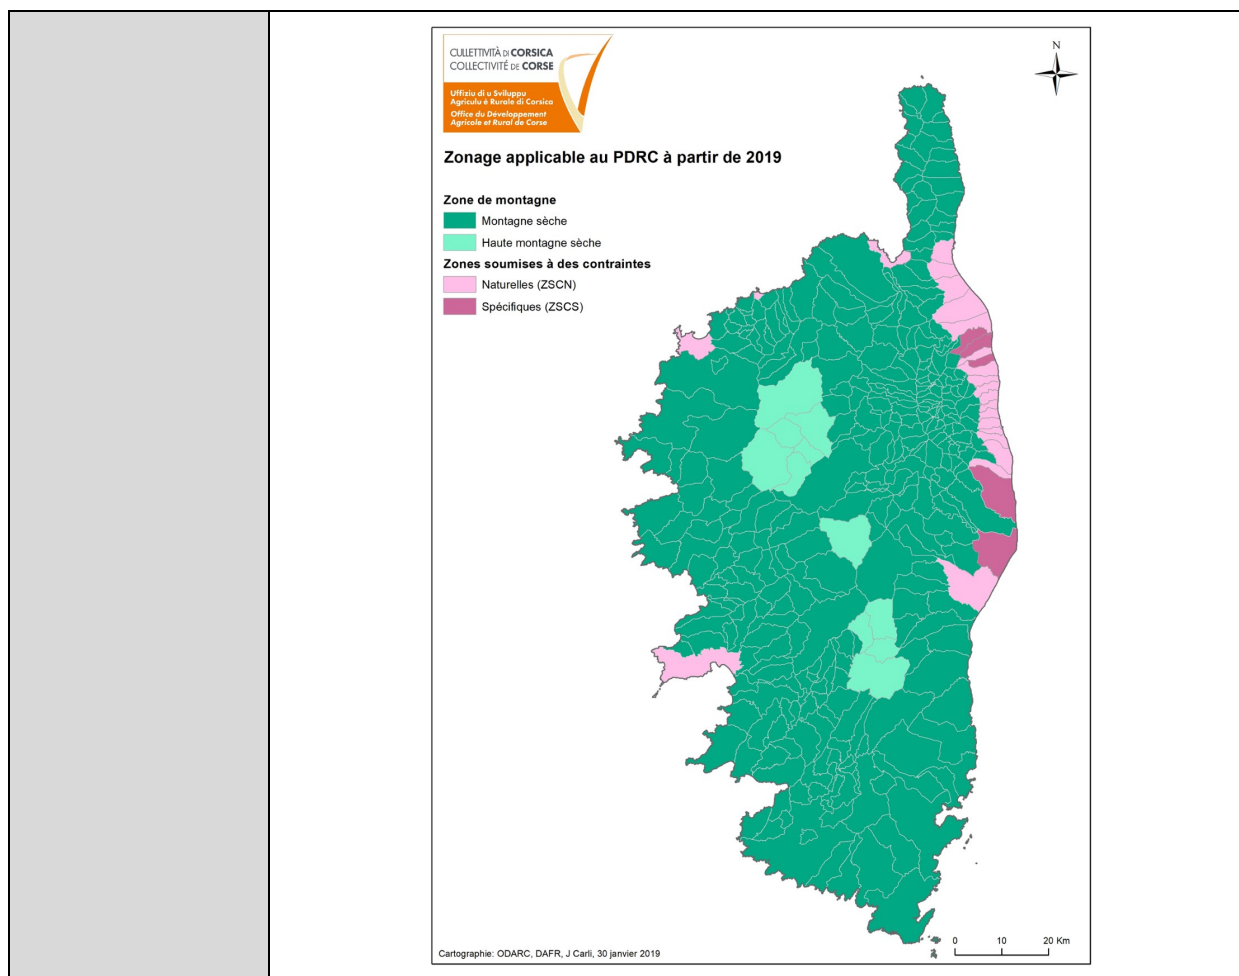 CULLETTIVITÀ DI CORSICA
COLLECTIVITÉ DE CORSE
Uffiziu di u Sviluppu
Agriculu è Rurale di Corsica
Office du Développement
Agricole et Rural de Corse
N
Zonage applicable au PDRC à partir de 2019
Zone de montagne
Montagne sèche
Haute montagne sèche
Zones soumises à des contraintes
Naturelles (ZSCN)
Spécifiques (ZSCS)
Cartographie: ODARC, DAFR, J Carli, 30 janvier 2019
0 10 20 Km